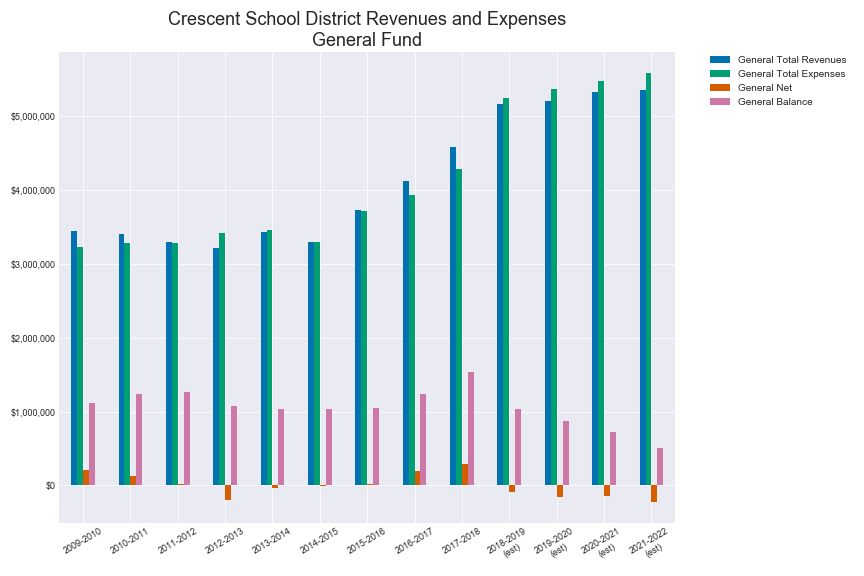 Crescent School District Revenues and Expenses
General Fund
General Total Revenues
General Total Expenses
General Net
General Balance
$5,000,000
$4,000,000
$3,000,000
$2,000,000
$1,000,000
$0
2009-2010
2010-2011
2011-2012
2012-2013
2013-2014
2014-2015
2015-2016
2016-2017
2017-2018
2018-2019
(est)
2019-2020
(est)
2020-2021
(est)
2021-2022
(est)